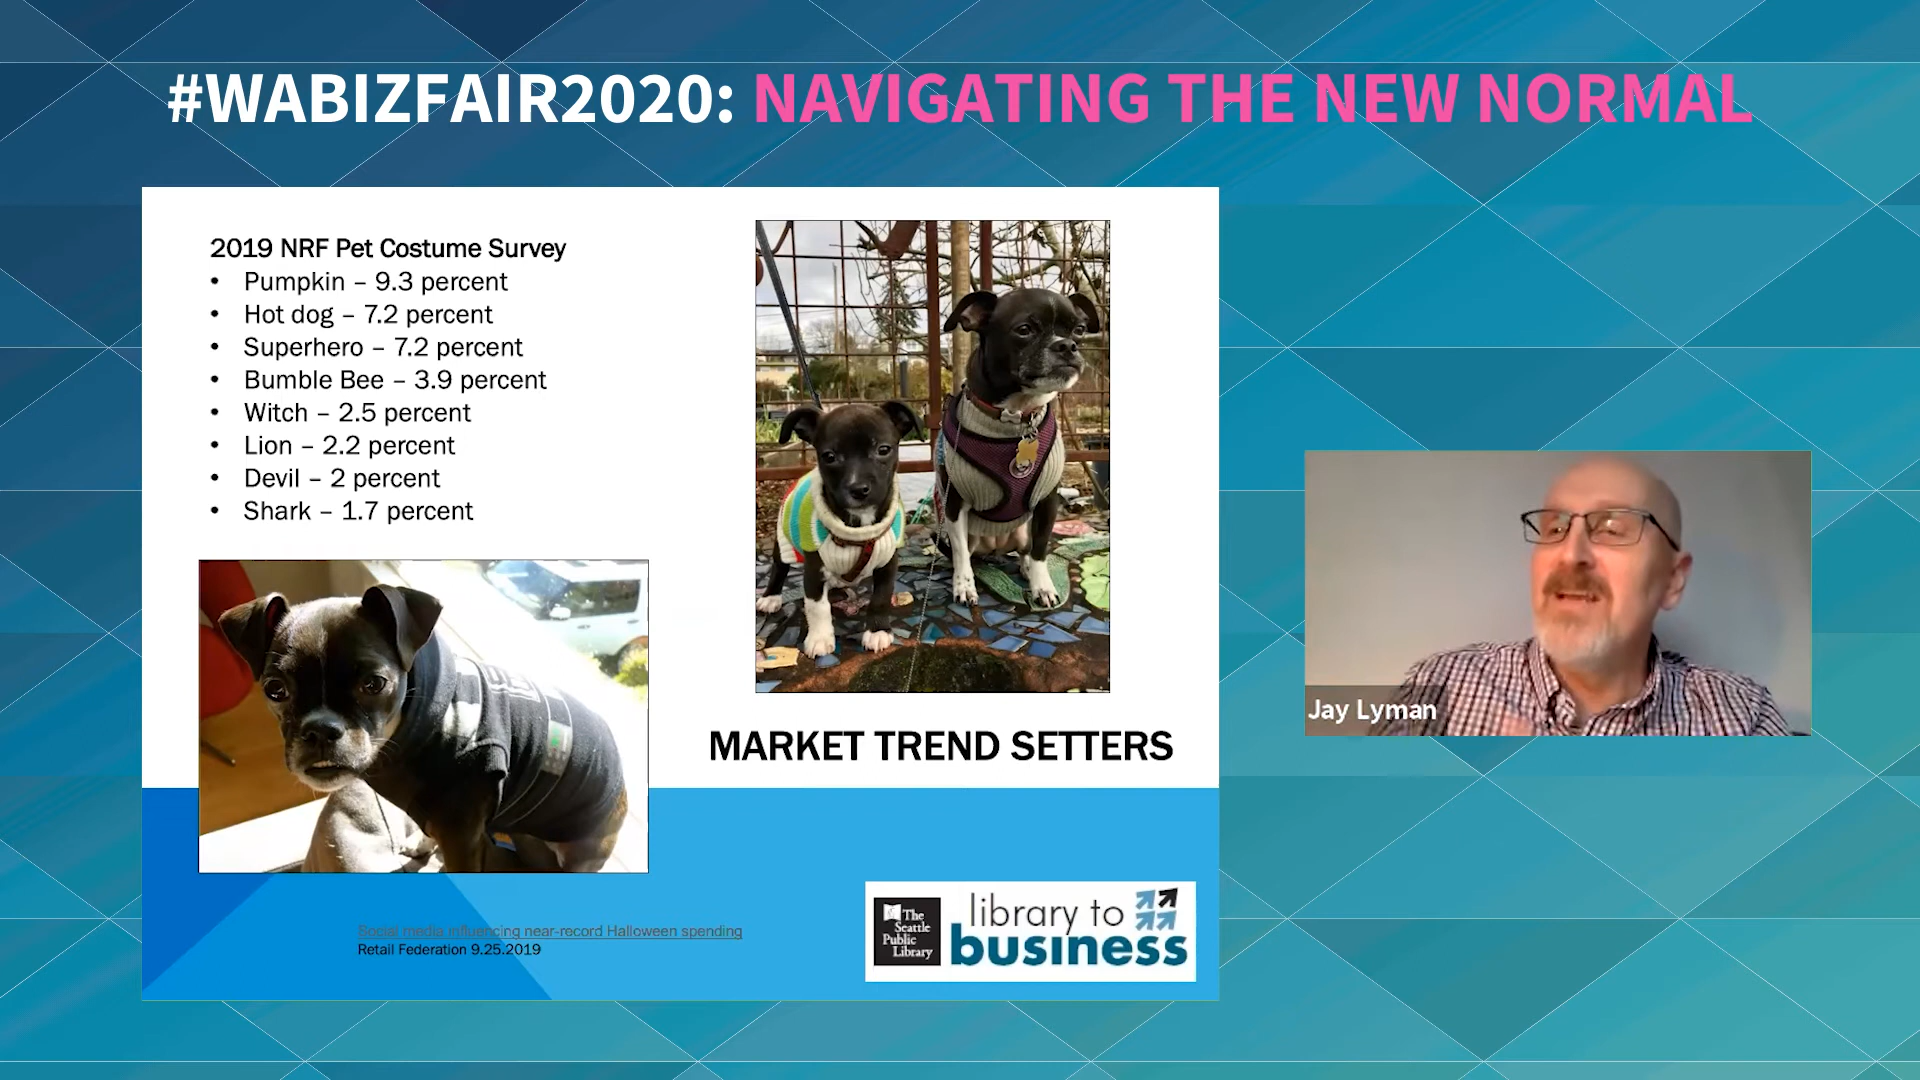 #WABIZFAIR2020: NAVIGATING THE NEW NORMAL
2019 NRF Pet Costume Survey
• Pumpkin – 9.3 percent
• Hot dog – 7.2 percent
• Superhero – 7.2 percent
• Bumble Bee – 3.9 percent
• Witch – 2.5 percent
• Lion – 2.2 percent
• Devil – 2 percent
• Shark – 1.7 percent
MARKET TREND SETTERS
Jay Lyman
Social media influencing near-record Halloween spending
Retail Federation 9.25.2019
The
Seattle
Public
Library
library to
business